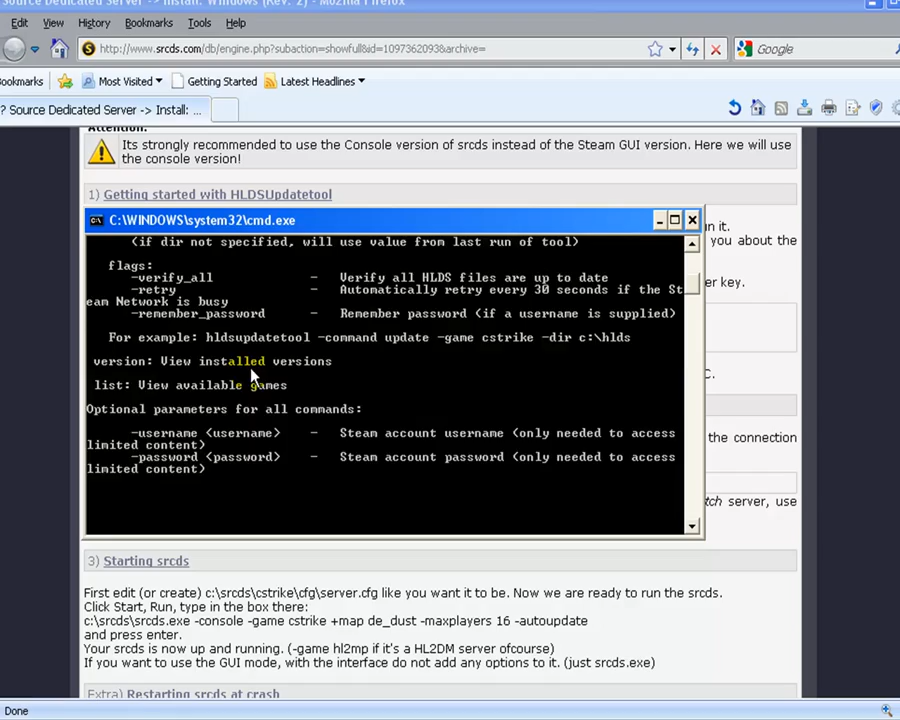 Source Dedicated Server -> Install: Windows (Rev. 2) - Mozilla Firefox
Edit View History Bookmarks Tools Help
http://www.srcds.com/db/engine.php?subaction=showfull&id=1097362093&archive=
Google
ookmarks Most Visited Getting Started Latest Headlines
? Source Dedicated Server -> Install: ...
Attention:
Its strongly recommended to use the Console version of srcds instead of the Steam GUI version. Here we will use
the console version!
1) Getting started with HLDSUpdatetool
n it.
you about the
er key.
C.
the connection
tch server, use
C:\WINDOWS\system32\cmd.exe
(if dir not specified, will use value from last run of tool)
flags:
-verify_all - Verify all HLDS files are up to date
-retry - Automatically retry every 30 seconds if the St
eam Network is busy
-remember_password - Remember password (if a username is supplied)
For example: hldsupdatetool -command update -game cstrike -dir c:\hlds
version: View installed versions
list: View available games
Optional parameters for all commands:
-username <username> - Steam account username (only needed to access
limited content)
-password <password> - Steam account password (only needed to access
limited content)
3) Starting srcds
First edit (or create) c:\srcds\cstrike\cfg\server.cfg like you want it to be. Now we are ready to run the srcds.
Click Start, Run, type in the box there:
c:\srcds\srcds.exe -console -game cstrike +map de_dust -maxplayers 16 -autoupdate
and press enter.
Your srcds is now up and running. (-game hl2mp if it's a HL2DM server ofcourse)
If you want to use the GUI mode, with the interface do not add any options to it. (just srcds.exe)
Extra) Restarting srcds at crash
Done